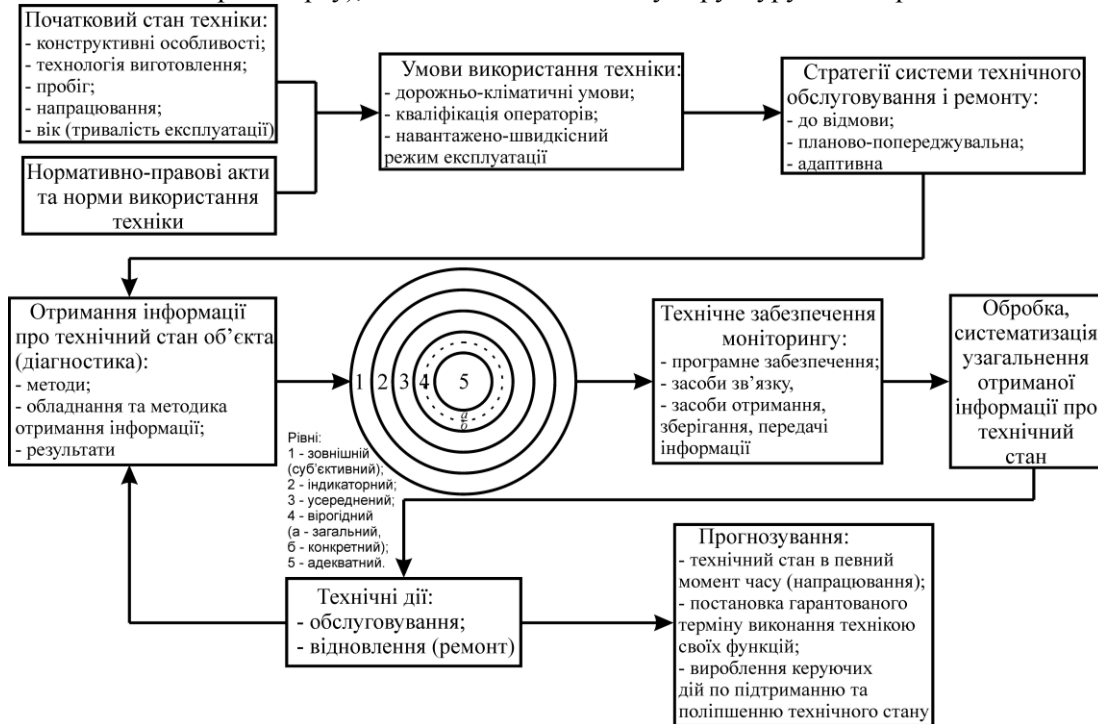 Початковий стан техніки:
- конструктивні особливості;
- технологія виготовлення;
- пробіг;
- напрацювання;
- вік (тривалість експлуатації)
Нормативно-правові акти
та норми використання
техніки
Умови використання техніки:
- дорожньо-кліматичні умови;
- кваліфікація операторів;
- навантажено-швидкісний
режим експлуатації
Стратегії системи технічного
обслуговування і ремонту:
- до відмови;
- планово-попереджувальна;
- адаптивна
Отримання інформації
про технічний стан об’єкта
(діагностика):
- методи;
- обладнання та методика
отримання інформації;
- результати
1 2 3 4 5
а
б
Рівні:
1 - зовнішній
(суб’єктивний);
2 - індикаторний;
3 - усереднений;
4 - вірогідний
(а - загальний,
б - конкретний);
5 - адекватний.
Технічне забезпечення
моніторингу:
- програмне забезпечення;
- засоби зв’язку,
- засоби отримання,
зберігання, передачі
інформації
Обробка,
систематизація
узагальнення
отриманої
інформації про
технічний
стан
Технічні дії:
- обслуговування;
- відновлення (ремонт)
Прогнозування:
- технічний стан в певний
момент часу (напрацювання);
- постановка гарантованого
терміну виконання технікою
своїх функцій;
- вироблення керуючих
дій по підтриманню та
поліпшенню технічного стану